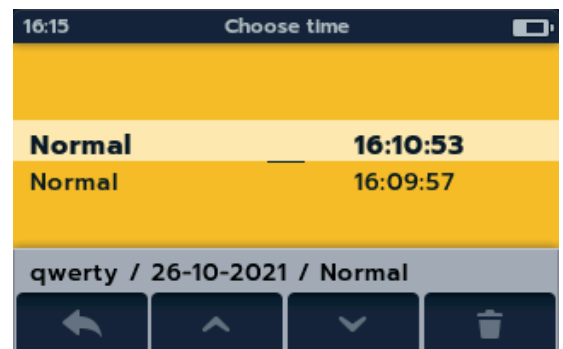 16:15 Choose time
Normal 16:10:53
Normal 16:09:57
qwerty / 26-10-2021 / Normal